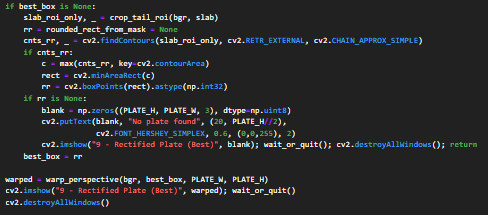 if best_box is None:
slab_roi_only, _ = crop_tail_roi(bgr, slab)
rr = rounded_rect_from_mask = None
cnts_rr, _ = cv2.findContours(slab_roi_only, cv2.RETR_EXTERNAL, cv2.CHAIN_APPROX_SIMPLE)
if cnts_rr:
c = max(cnts_rr, key=cv2.contourArea)
rect = cv2.minAreaRect(c)
rr = cv2.boxPoints(rect).astype(np.int32)
if rr is None:
blank = np.zeros((PLATE_H, PLATE_W, 3), dtype=np.uint8)
cv2.putText(blank, "No plate found", (20, PLATE_H//2),
cv2.FONT_HERSHEY_SIMPLEX, 0.6, (0,0,255), 2)
cv2.imshow("9 - Rectified Plate (Best)", blank); wait_or_quit(); cv2.destroyAllWindows(); return
best_box = rr
warped = warp_perspective(bgr, best_box, PLATE_W, PLATE_H)
cv2.imshow("9 - Rectified Plate (Best)", warped); wait_or_quit()
cv2.destroyAllWindows()